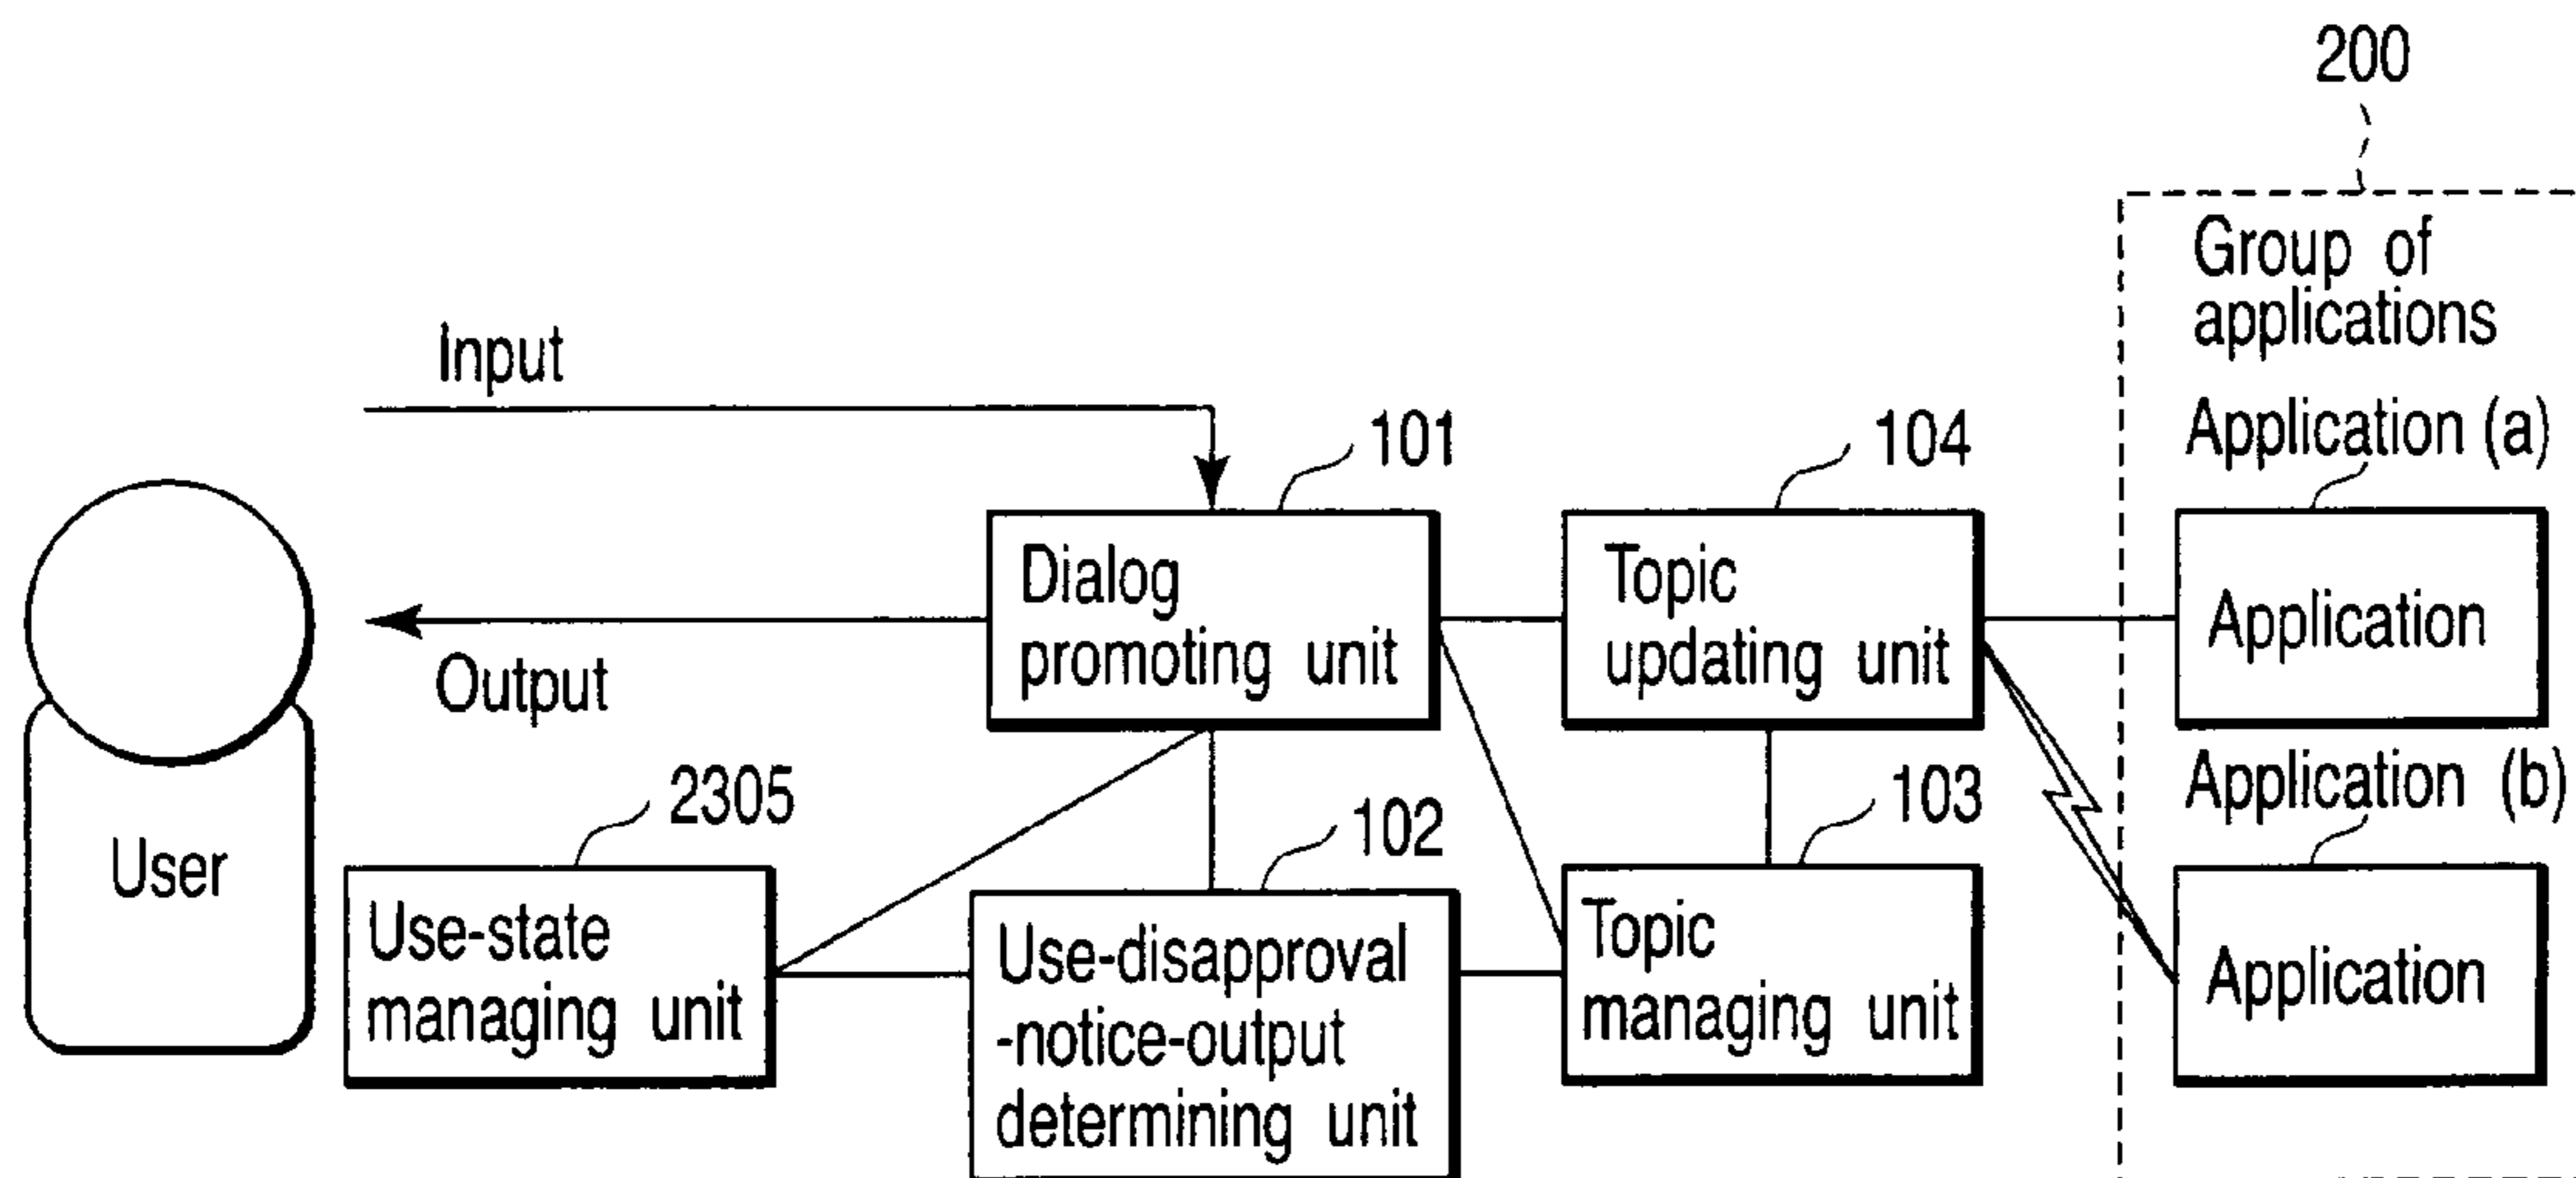 200
Group of
applications
Input
Application (a)
101
104
Dialog
promoting unit
Topic
updating unit
Application
Output
2305
102
103
Application (b)
User
Use-state
managing unit
Use-disapproval
-notice-output
determining unit
Topic
managing unit
Application